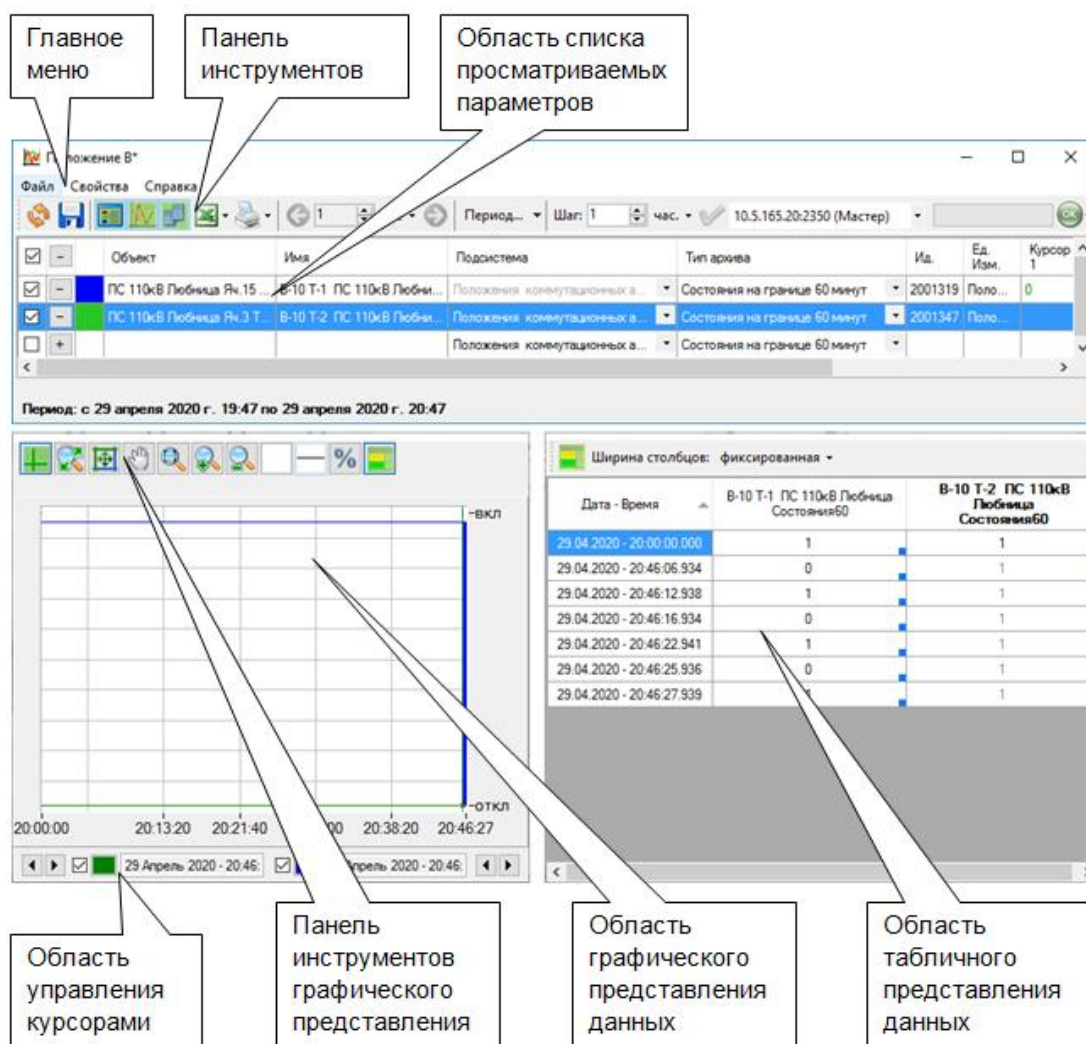 Главное
меню
Панель
инструментов
Область списка
просматриваемых
параметров
Файл Свойства Справка
1 Период... Шаг: 1 час. 10.5.165.20:2350 (Мастер) OK
Объект Имя Подсистема Тип архива Ид. Ед. Изм. Курсор 1
ПС 110кВ Любница Яч.15 ... В-10 Т-1 ПС 110кВ Любни... Положения коммутационных а... Состояния на границе 60 минут 2001319 Поло... 0
ПС 110кВ Любница Яч.3 Т... В-10 Т-2 ПС 110кВ Любни... Положения коммутационных а... Состояния на границе 60 минут 2001347 Поло...
Положения коммутационных а... Состояния на границе 60 минут
Период: с 29 апреля 2020 г. 19:47 по 29 апреля 2020 г. 20:47
%
-вкл
-откл
20:00:00 20:13:20 20:21:40 20:38:20 20:46:27
29 Апрель 2020 - 20:46: 20:46:
Ширина столбцов: фиксированная
Дата - Время
В-10 Т-1 ПС 110кВ Любница
Состояния60
В-10 Т-2 ПС 110кВ
Любница
Состояния60
29.04.2020 - 20:00:00.000 1 1
29.04.2020 - 20:46:06.934 0 1
29.04.2020 - 20:46:12.938 1 1
29.04.2020 - 20:46:16.934 0 1
29.04.2020 - 20:46:22.941 1 1
29.04.2020 - 20:46:25.936 0 1
29.04.2020 - 20:46:27.939 1
Область
управления
курсорами
Панель
инструментов
графического
представления
Область
графического
представления
данных
Область
табличного
представления
данных